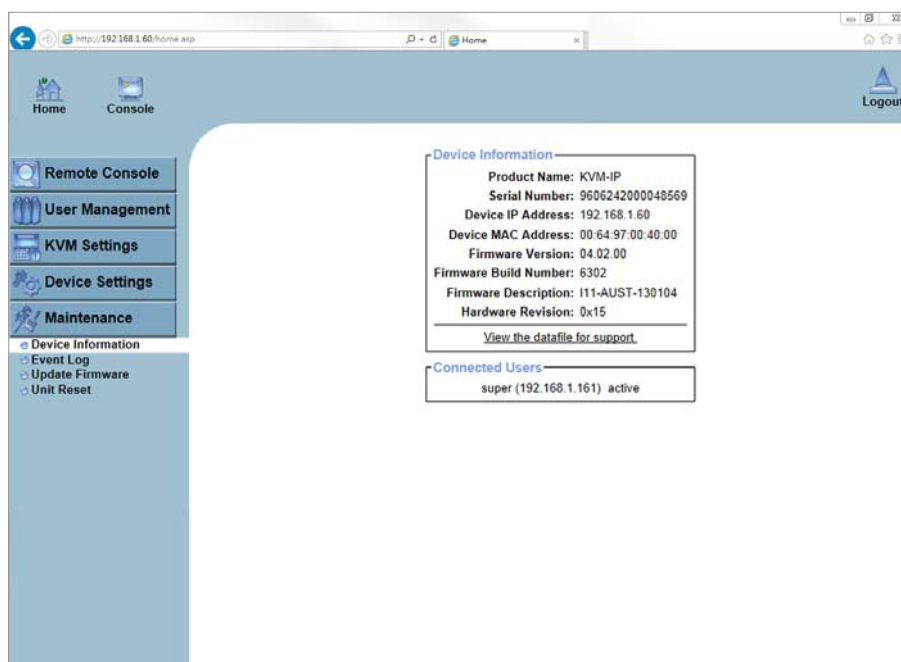 http://192.168.1.60/home.asp
Home
Home
Console
Logout
Remote Console
User Management
KVM Settings
Device Settings
Maintenance
Device Information
Event Log
Update Firmware
Unit Reset
Device Information
Product Name: KVM-IP
Serial Number: 9606242000048569
Device IP Address: 192.168.1.60
Device MAC Address: 00:64:97:00:40:00
Firmware Version: 04.02.00
Firmware Build Number: 6302
Firmware Description: I11-AUST-130104
Hardware Revision: 0x15
View the datafile for support.
Connected Users
super (192.168.1.161) active